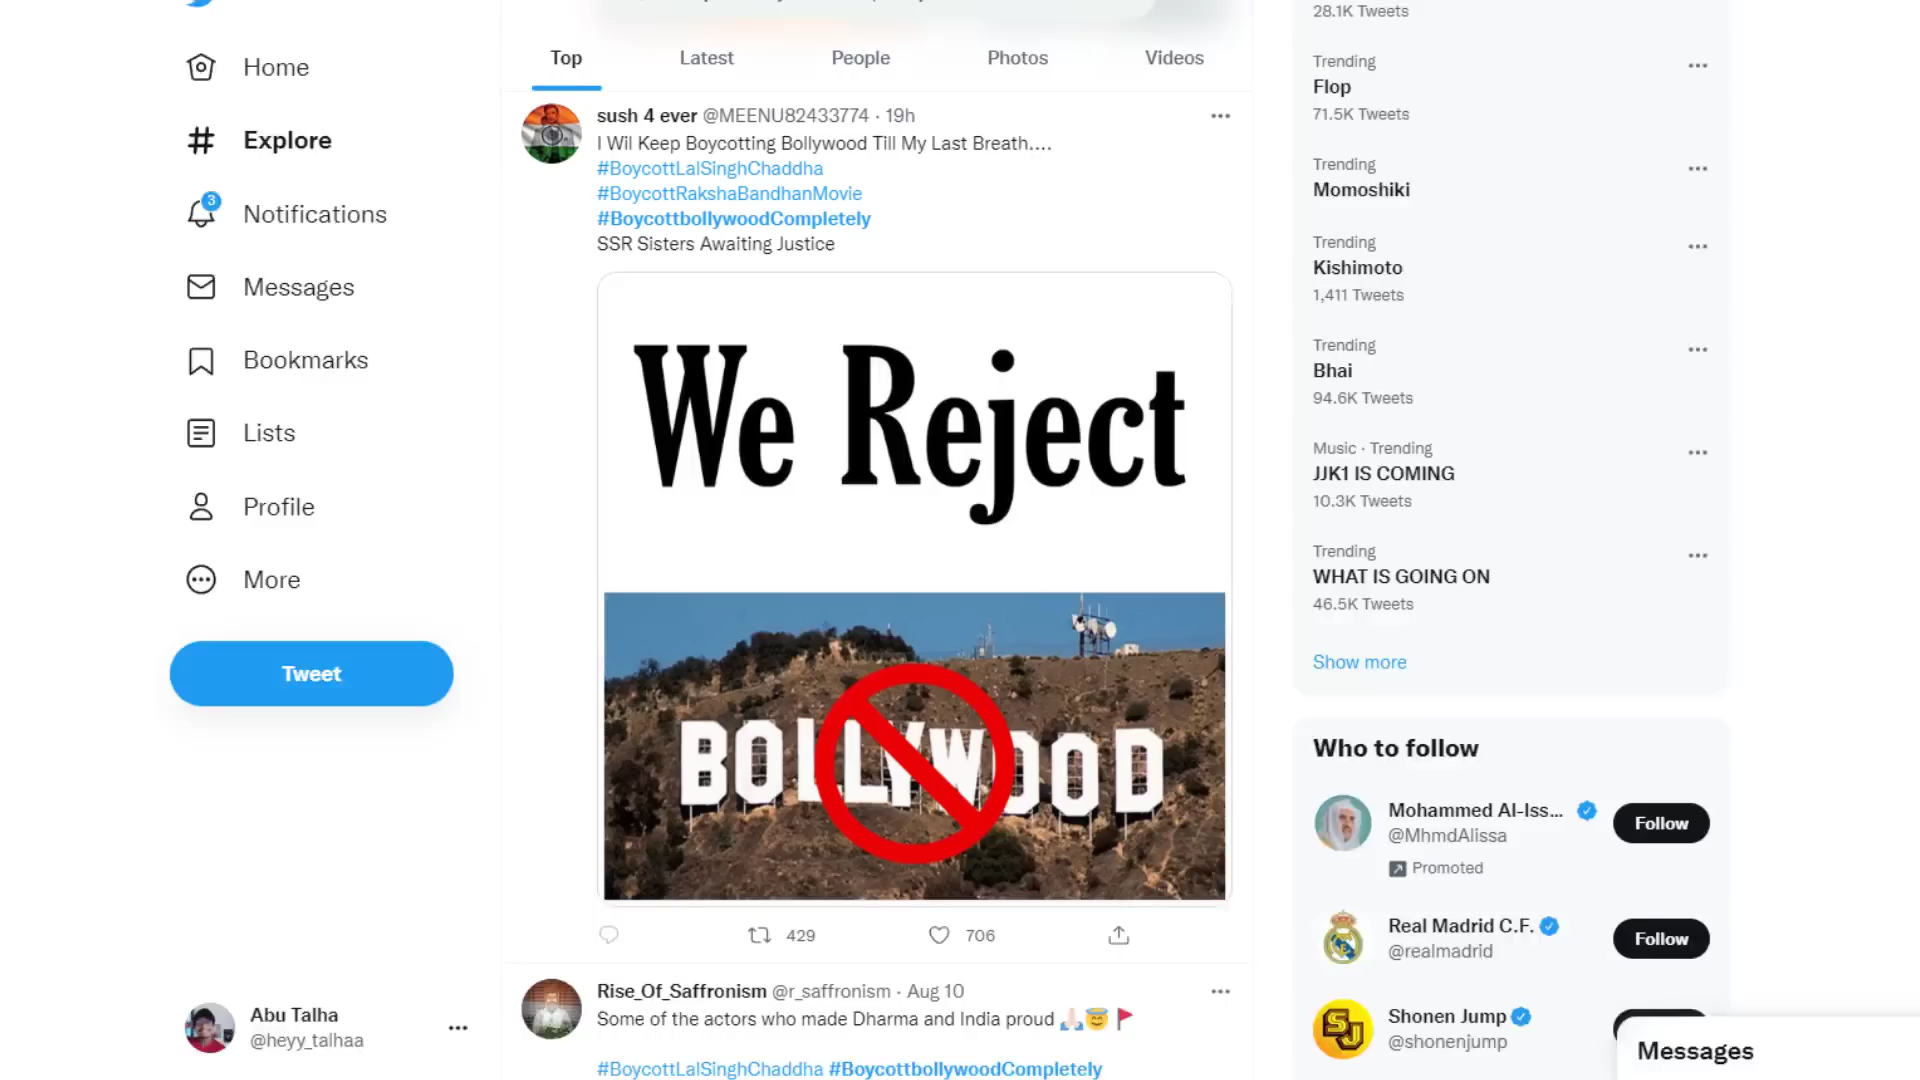 Home
Explore
3
Notifications
Messages
Bookmarks
Lists
Profile
More
Tweet
Abu Talha
@heyy_talhaa
Top Latest People Photos Videos
sush 4 ever @MEENU82433774 · 19h
I Wil Keep Boycotting Bollywood Till My Last Breath....
#BoycottLalSinghChaddha
#BoycottRakshaBandhanMovie
#BoycottbollywoodCompletely
SSR Sisters Awaiting Justice
We Reject
BOLLYWOOD
429 706
Rise_Of_Saffronism @r_saffronism · Aug 10
Some of the actors who made Dharma and India proud
#BoycottLalSinghChaddha #BoycottbollywoodCompletely
28.1K Tweets
Trending
Flop
71.5K Tweets
Trending
Momoshiki
Trending
Kishimoto
1,411 Tweets
Trending
Bhai
94.6K Tweets
Music · Trending
JJK1 IS COMING
10.3K Tweets
Trending
WHAT IS GOING ON
46.5K Tweets
Show more
Who to follow
Mohammed Al-Iss...
@MhmdAlissa
Follow
Promoted
Real Madrid C.F.
@realmadrid
Follow
Shonen Jump
@shonenjump
SJ
Messages